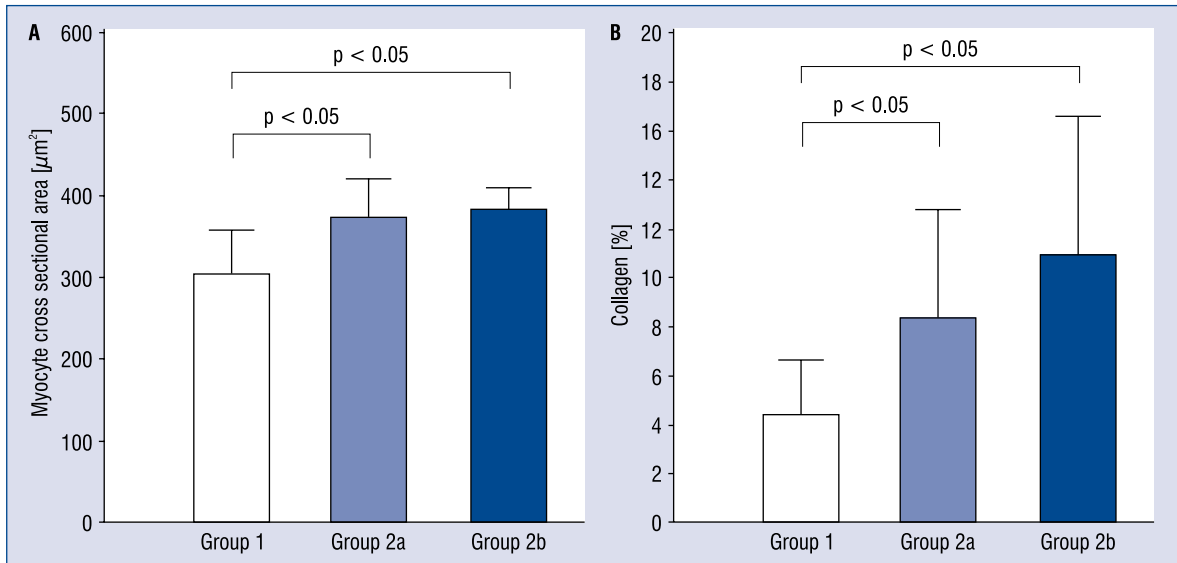 A
600
500
400
300
200
100
0
Myocyte cross sectional area [μm²]
p < 0.05
p < 0.05
Group 1 Group 2a Group 2b
B
20
18
16
12
12
10
8
6
4
2
0
Collagen [%]
p < 0.05
p < 0.05
Group 1 Group 2a Group 2b